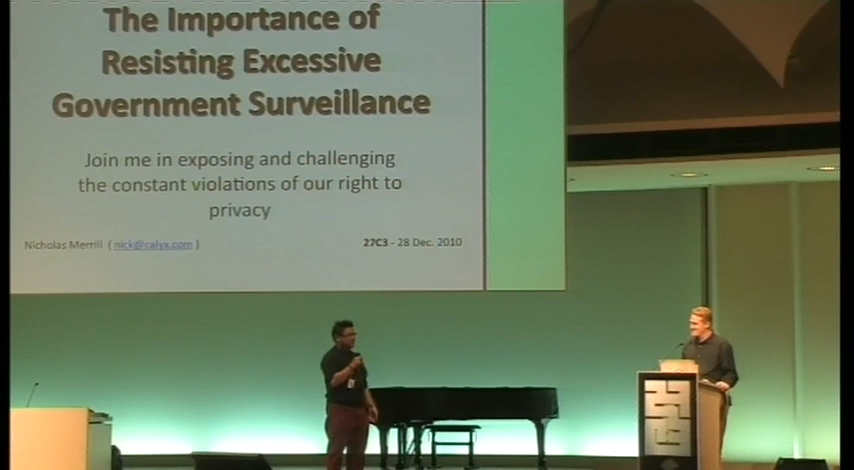 The Importance of
Resisting Excessive
Government Surveillance
Join me in exposing and challenging
the constant violations of our right to
privacy
Nicholas Merrill ( nick@calyx.com )
27C3 - 28 Dec. 2010